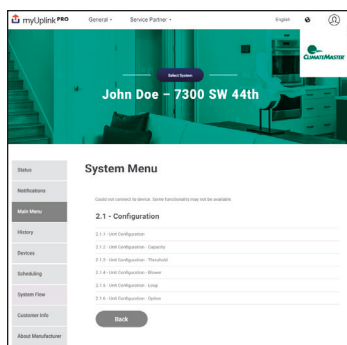 myUplink PRO
General
Service Partner
English
CLIMATEMASTER
Select System
John Doe – 7300 SW 44th
Status
Notifications
Main Menu
History
Devices
Scheduling
System Flow
Customer Info
About Manufacturer
System Menu
Could not connect to device. Some functionality may not be available.
2.1 - Configuration
2.1.1 - Unit Configuration
2.1.2 - Unit Configuration - Capacity
2.1.3 - Unit Configuration - Threshold
2.1.4 - Unit Configuration - Blower
2.1.5 - Unit Configuration - Loop
2.1.6 - Unit Configuration - Option
Back